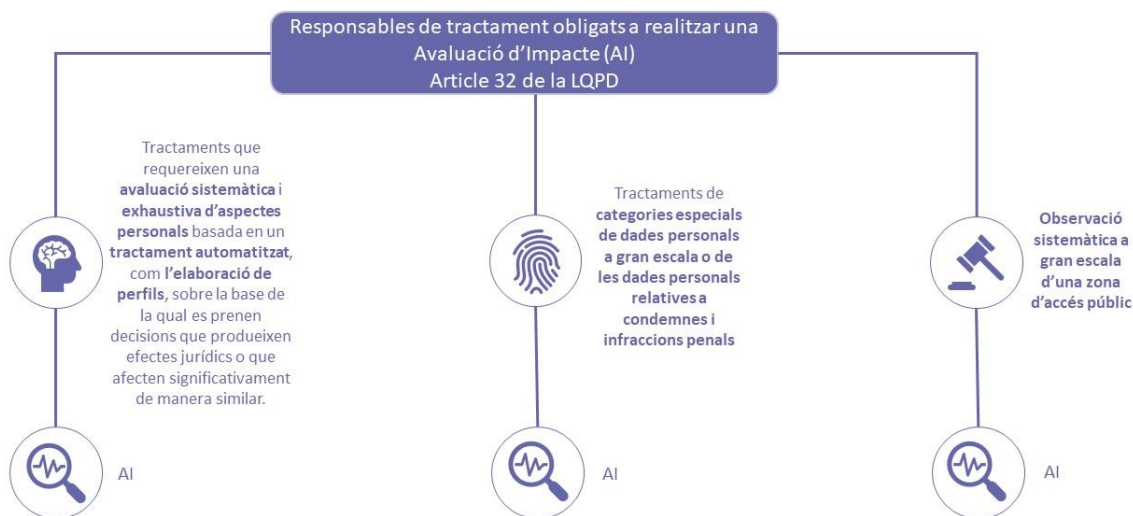 Responsables de tractament obligats a realitzar una
Avaluació d’Impacte (AI)
Article 32 de la LQPD
Tractaments que
requereixen una
avaluació sistemàtica i
exhaustiva d’aspectes
personals basada en un
tractament automatitzat,
com l’elaboració de
perfils, sobre la base de
la qual es prenen
decisions que produeixen
efectes jurídics o que
afecten significativament
de manera similar.
AI
Tractaments de
categories especials
de dades personals
a gran escala o de
les dades personals
relatives a
condemnes i
infraccions penals
AI
Observació
sistemàtica a
gran escala
d’una zona
d’accés públic
AI